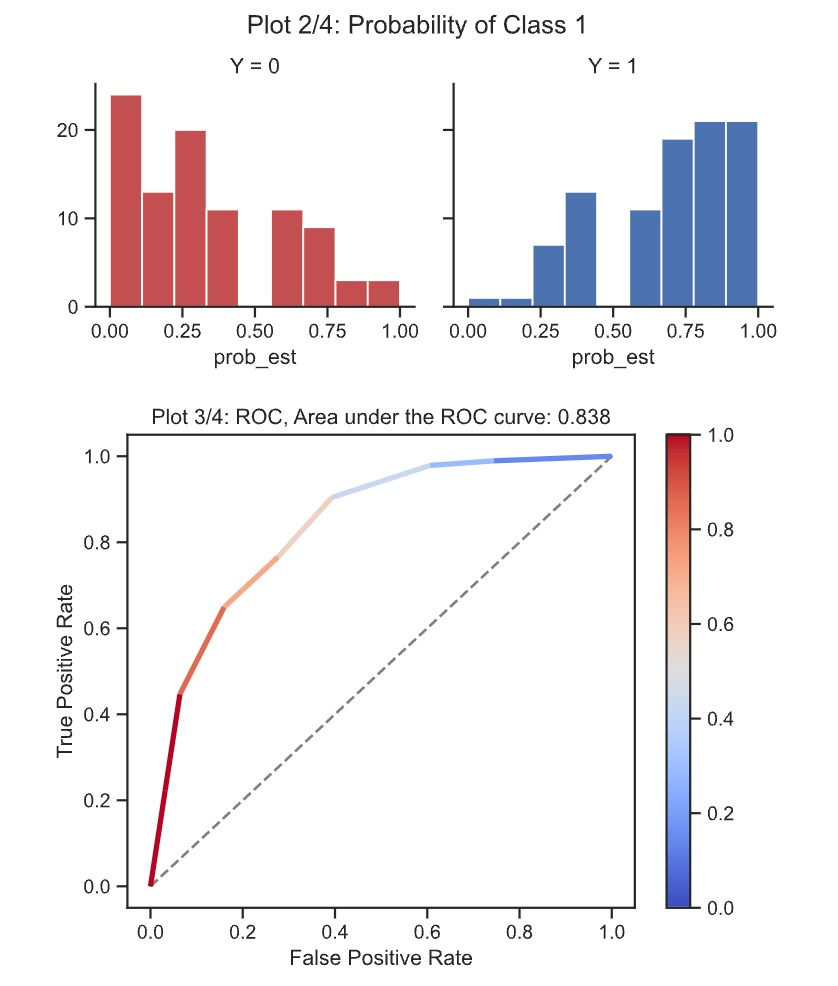 Plot 2/4: Probability of Class 1
Y = 0
Y = 1
20
10
0
0.00 0.25 0.50 0.75 1.00
0.00 0.25 0.50 0.75 1.00
prob_est
prob_est
Plot 3/4: ROC, Area under the ROC curve: 0.838
True Positive Rate
1.0
0.8
0.6
0.4
0.2
0.0
0.0 0.2 0.4 0.6 0.8 1.0
False Positive Rate
1.0
0.8
0.6
0.4
0.2
0.0